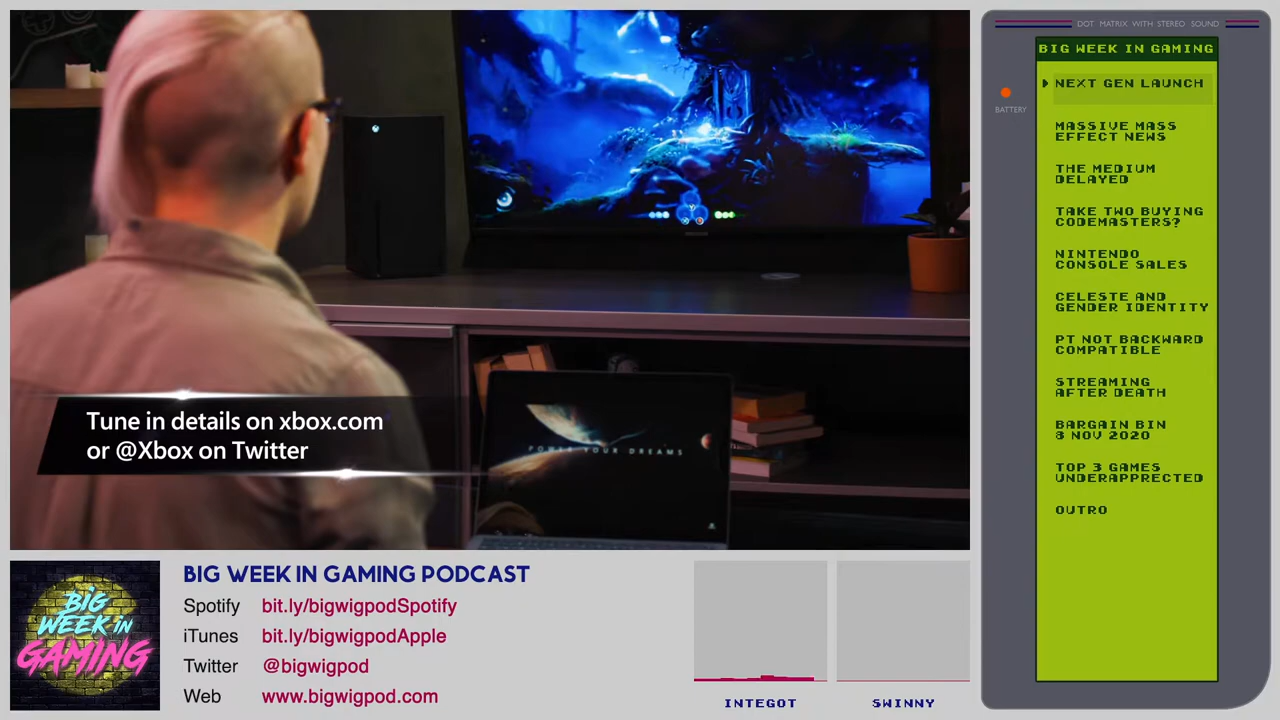 Tune in details on xbox.com
or @Xbox on Twitter
POWER YOUR DREAMS
DOT MATRIX WITH STEREO SOUND
BATTERY
BIG WEEK IN GAMING
NEXT GEN LAUNCH
MASSIVE MASS
EFFECT NEWS
THE MEDIUM
DELAYED
TAKE TWO BUYING
CODEMASTERS?
NINTENDO
CONSOLE SALES
CELESTE AND
GENDER IDENTITY
PT NOT BACKWARD
COMPATIBLE
STREAMING
AFTER DEATH
BARGAIN BIN
8 NOV 2020
TOP 3 GAMES
UNDERAPPRECTED
OUTRO
BIG
WEEK IN
GAMING
BIG WEEK IN GAMING PODCAST
Spotify bit.ly/bigwigpodSpotify
iTunes bit.ly/bigwigpodApple
Twitter @bigwigpod
Web www.bigwigpod.com
INTEGOT
SWINNY